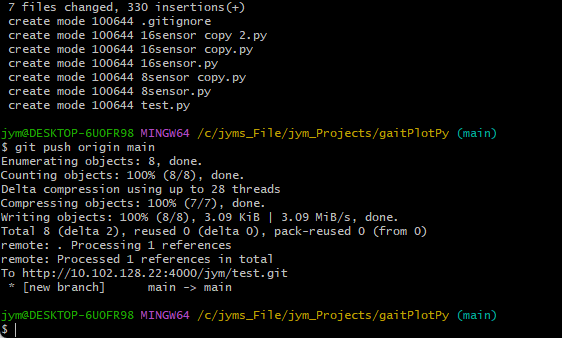 7 files changed, 330 insertions(+)
create mode 100644 .gitignore
create mode 100644 16sensor copy 2.py
create mode 100644 16sensor copy.py
create mode 100644 16sensor.py
create mode 100644 8sensor copy.py
create mode 100644 8sensor.py
create mode 100644 test.py
jym@DESKTOP-6UOFR98 MINGW64 /c/jyms_File/jym_Projects/gaitPlotPy (main)
$ git push origin main
Enumerating objects: 8, done.
Counting objects: 100% (8/8), done.
Delta compression using up to 28 threads
Compressing objects: 100% (7/7), done.
Writing objects: 100% (8/8), 3.09 KiB | 3.09 MiB/s, done.
Total 8 (delta 2), reused 0 (delta 0), pack-reused 0 (from 0)
remote: . Processing 1 references
remote: Processed 1 references in total
To http://10.102.128.22:4000/jym/test.git
* [new branch]      main -> main
jym@DESKTOP-6UOFR98 MINGW64 /c/jyms_File/jym_Projects/gaitPlotPy (main)
$